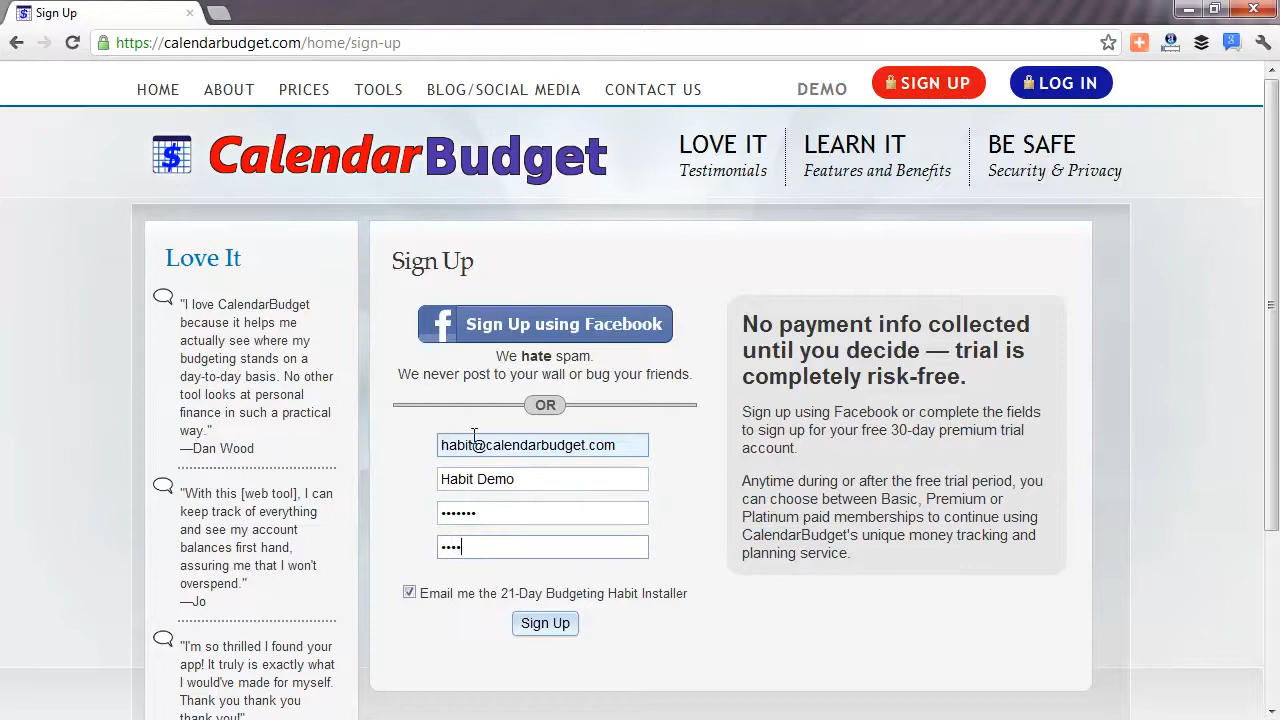 Sign Up
https://calendarbudget.com/home/sign-up
HOME ABOUT PRICES TOOLS BLOG/SOCIAL MEDIA CONTACT US DEMO SIGN UP LOG IN
$ CalendarBudget
LOVE IT
Testimonials
LEARN IT
Features and Benefits
BE SAFE
Security & Privacy
Love It
"I love CalendarBudget
because it helps me
actually see where my
budgeting stands on a
day-to-day basis. No other
tool looks at personal
finance in such a practical
way."
—Dan Wood
"With this [web tool], I can
keep track of everything
and see my account
balances first hand,
assuring me that I won't
overspend."
—Jo
"I'm so thrilled I found your
app! It truly is exactly what
I would've made for myself.
Thank you thank you
thank you!"
Sign Up
f Sign Up using Facebook
We hate spam.
We never post to your wall or bug your friends.
OR
habit@calendarbudget.com
Habit Demo
•••••••
••••
Email me the 21-Day Budgeting Habit Installer
Sign Up
No payment info collected
until you decide — trial is
completely risk-free.
Sign up using Facebook or complete the fields
to sign up for your free 30-day premium trial
account.
Anytime during or after the free trial period, you
can choose between Basic, Premium or
Platinum paid memberships to continue using
CalendarBudget's unique money tracking and
planning service.